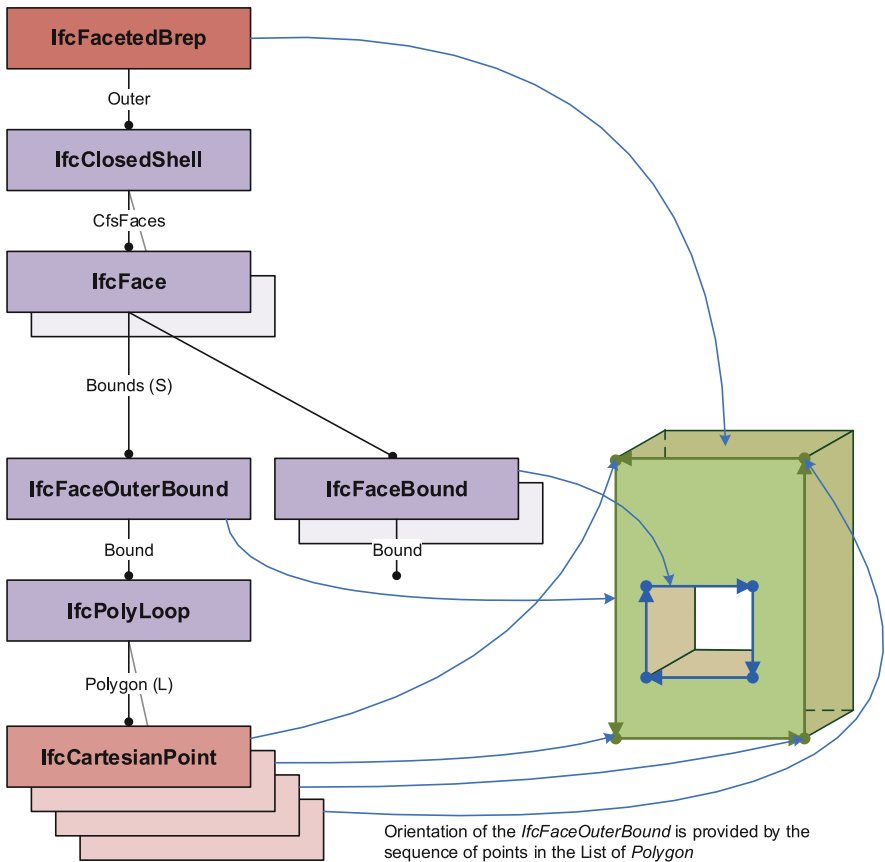 IfcFacetedBrep
Outer
IfcClosedShell
CfsFaces
IfcFace
Bounds (S)
IfcFaceOuterBound
IfcFaceBound
Bound
Bound
IfcPolyLoop
Polygon (L)
IfcCartesianPoint
Orientation of the IfcFaceOuterBound is provided by the
sequence of points in the List of Polygon